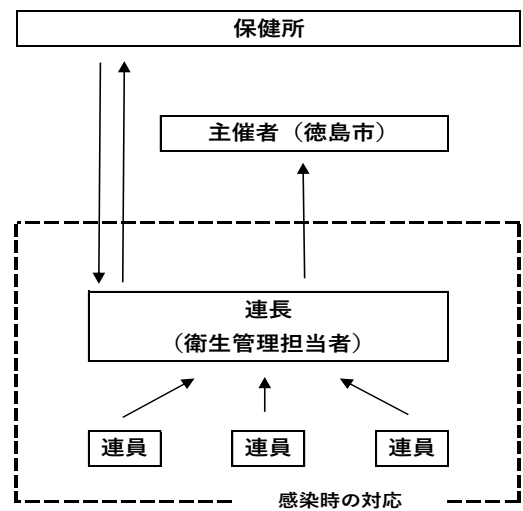 保健所
主催者（徳島市）
連長
（衛生管理担当者）
連員 連員 連員
感染時の対応